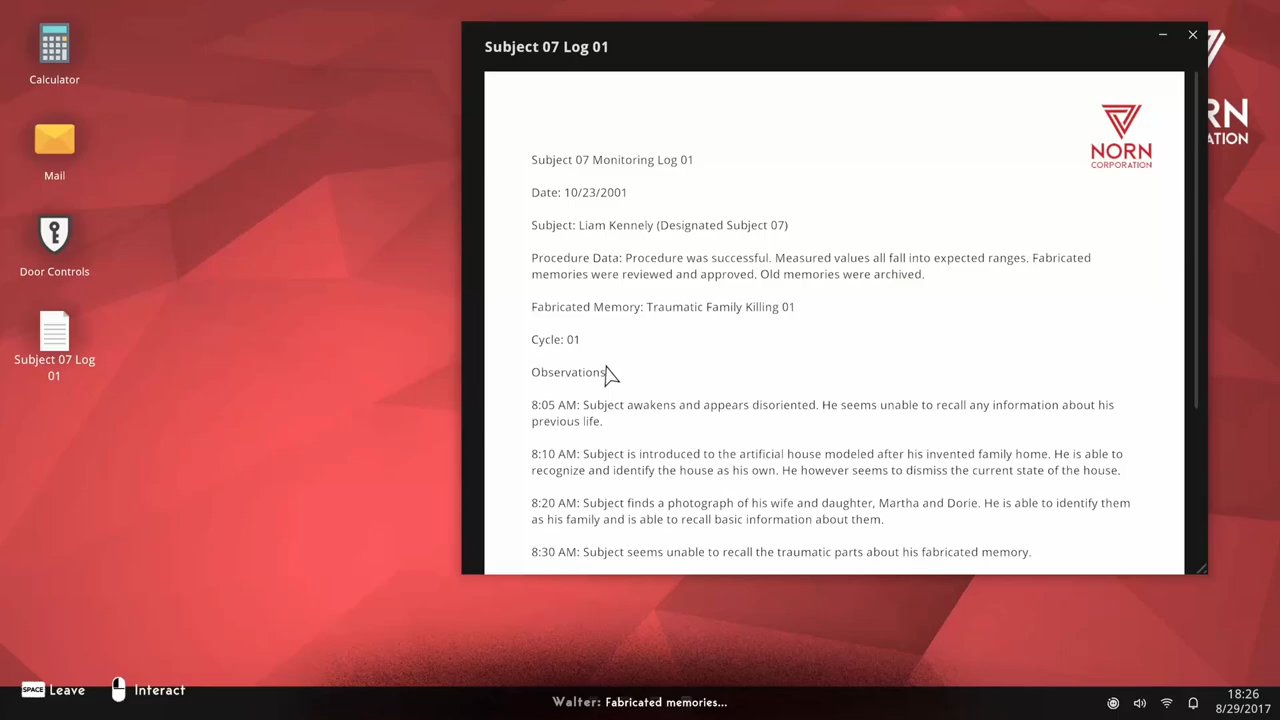 Calculator
Mail
Door Controls
Subject 07 Log
01
Subject 07 Log 01
NORN
CORPORATION
RN
ORATION
Subject 07 Monitoring Log 01
Date: 10/23/2001
Subject: Liam Kennely (Designated Subject 07)
Procedure Data: Procedure was successful. Measured values all fall into expected ranges. Fabricated
memories were reviewed and approved. Old memories were archived.
Fabricated Memory: Traumatic Family Killing 01
Cycle: 01
Observations
8:05 AM: Subject awakens and appears disoriented. He seems unable to recall any information about his
previous life.
8:10 AM: Subject is introduced to the artificial house modeled after his invented family home. He is able to
recognize and identify the house as his own. He however seems to dismiss the current state of the house.
8:20 AM: Subject finds a photograph of his wife and daughter, Martha and Dorie. He is able to identify them
as his family and is able to recall basic information about them.
8:30 AM: Subject seems unable to recall the traumatic parts about his fabricated memory.
SPACE Leave
Interact
Walter: Fabricated memories...
18:26
8/29/2017